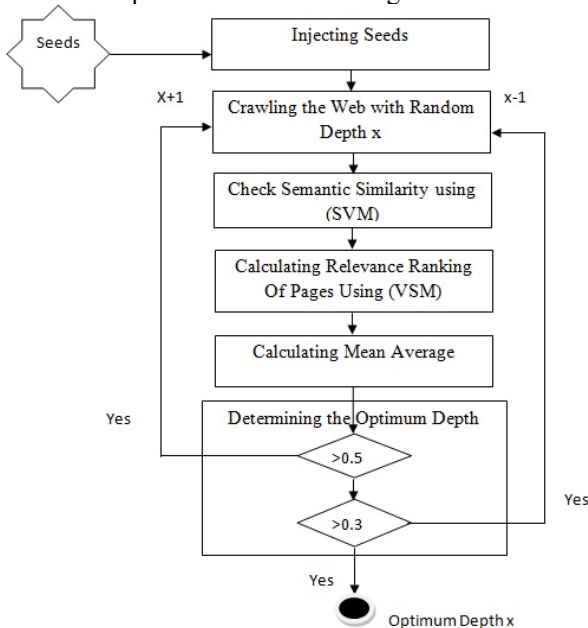 Seeds
Injecting Seeds
X+1
x-1
Crawling the Web with Random
Depth x
Check Semantic Similarity using
(SVM)
Calculating Relevance Ranking
Of Pages Using (VSM)
Calculating Mean Average
Yes
Determining the Optimum Depth
>0.5
Yes
>0.3
Yes
Optimum Depth x